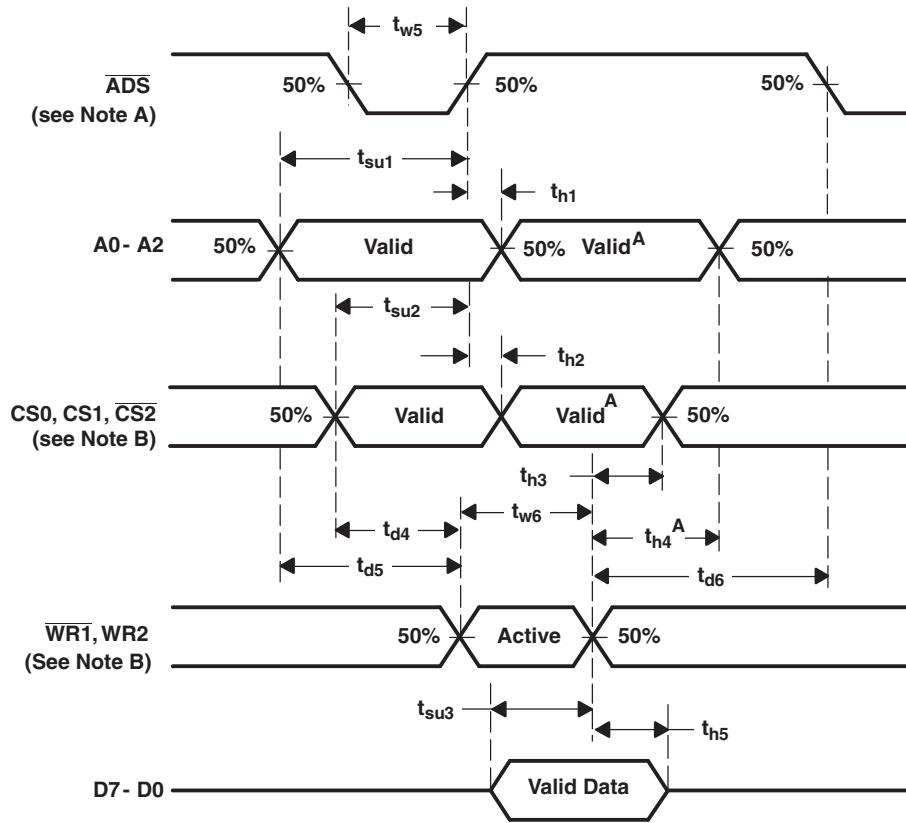 tw5
ADS
(see Note A)
50%
50%
50%
tsu1
th1
A0 - A2
50%
Valid
50%
ValidA
50%
tsu2
th2
CS0, CS1, CS2
(see Note B)
50%
Valid
ValidA
50%
th3
tw6
td4
th4A
td5
td6
WR1, WR2
(See Note B)
50%
Active
50%
tsu3
th5
D7 - D0
Valid Data